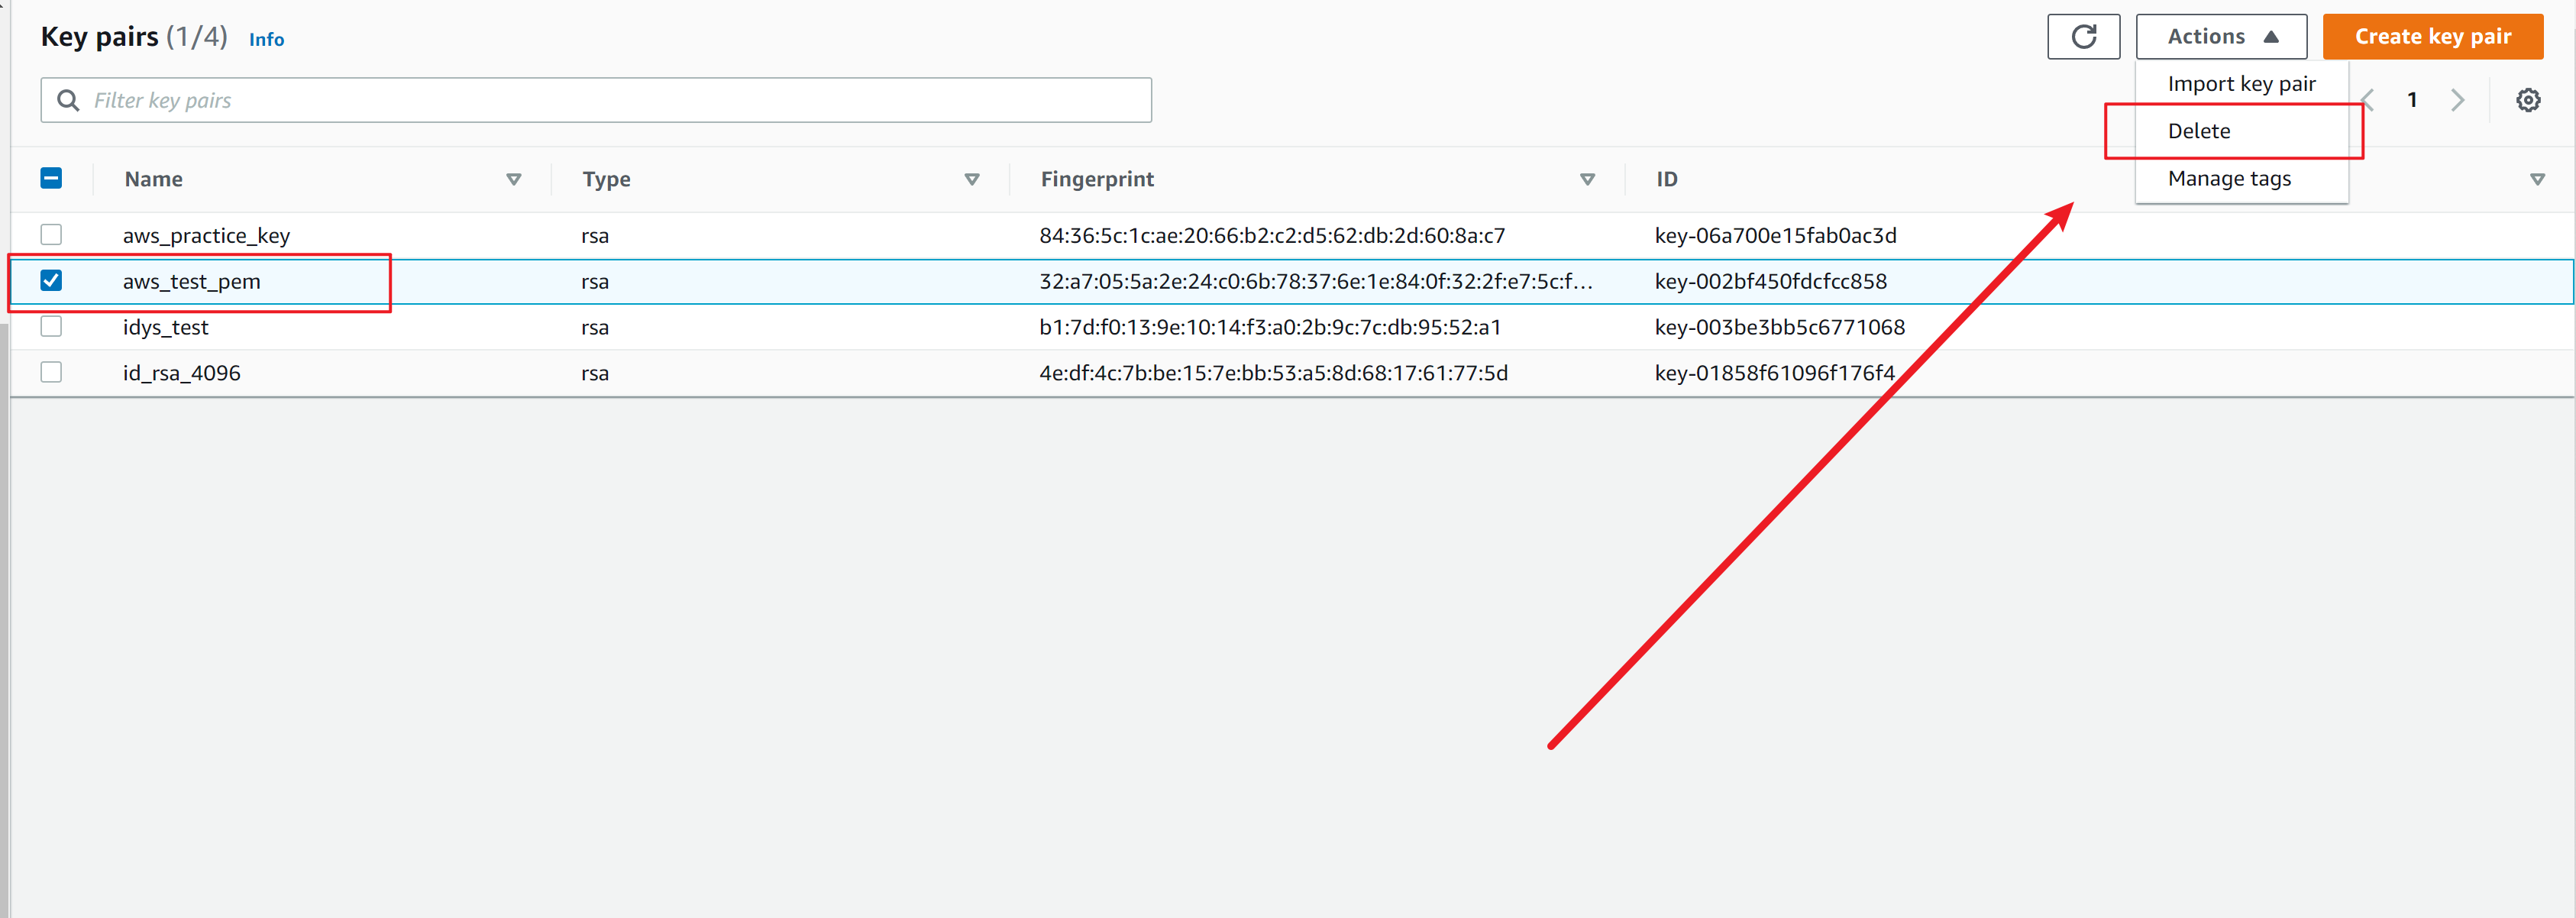 Key pairs (1/4) Info
Actions
Create key pair
Filter key pairs
Import key pair
1
Delete
Manage tags
Name Type Fingerprint ID
aws_practice_key rsa 84:36:5c:1c:ae:20:66:b2:c2:d5:62:db:2d:60:8a:c7 key-06a700e15fab0ac3d
aws_test_pem rsa 32:a7:05:5a:2e:24:c0:6b:78:37:6e:1e:84:0f:32:2f:e7:5c:f... key-002bf450fdcfcc858
idys_test rsa b1:7d:f0:13:9e:10:14:f3:a0:2b:9c:7c:db:95:52:a1 key-003be3bb5c6771068
id_rsa_4096 rsa 4e:df:4c:7b:be:15:7e:bb:53:a5:8d:68:17:61:77:5d key-01858f61096f176f4